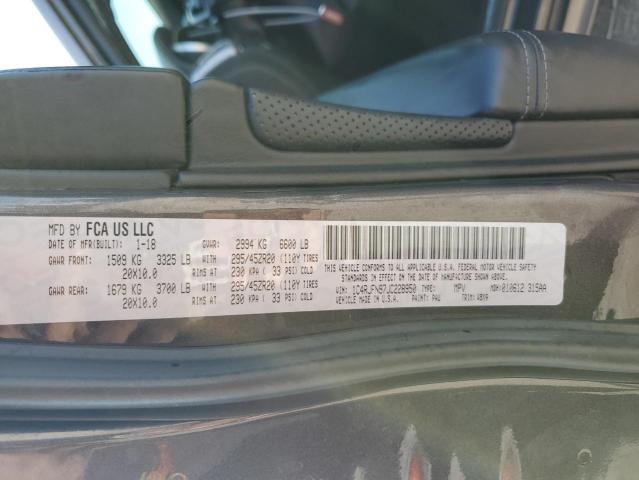 MFD BY FCA US LLC
DATE OF MFR(BUILT): 1-18 GVWR: 2994 KG 6600 LB
GAWR FRONT: 1509 KG 3325 LB WITH 295/45ZR20 (110Y TIRES
20X10.0 RIMS AT 230 KPA ( 33 PSI) COLD
GAWR REAR: 1679 KG 3700 LB WITH 295/45ZR20 (110Y TIRES
20X10.0 RIMS AT 230 KPA ( 33 PSI) COLD
THIS VEHICLE CONFORMS TO ALL APPLICABLE U.S.A. FEDERAL MOTOR VEHICLE SAFETY
STANDARDS IN EFFECT ON THE DATE OF MANUFACTURE SHOWN ABOVE.
VIN: 1C4RJFN97JC228950 TYPE: MPV MDH: 010612 315AA
VEHICLE MADE IN U.S.A. PAINT: PAU TRIM: